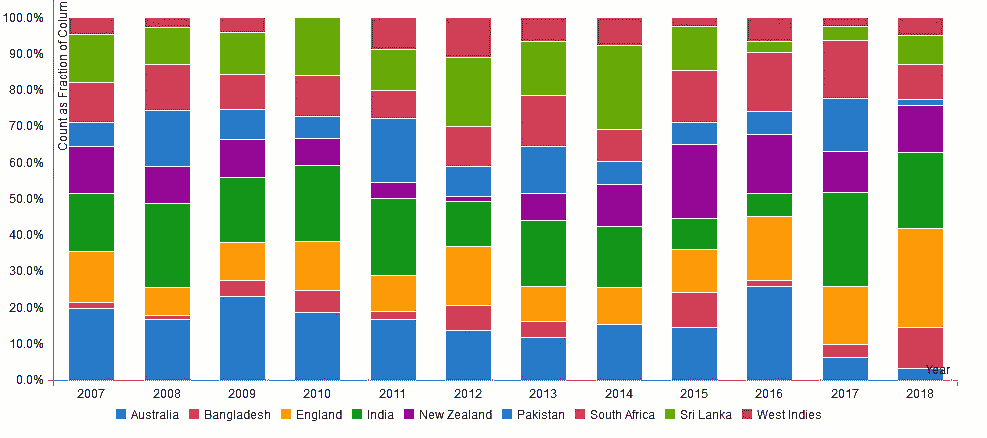 100.0%
90.0%
80.0%
70.0%
60.0%
50.0%
40.0%
30.0%
20.0%
10.0%
0.0%
Count as Fraction of Colum
2007 2008 2009 2010 2011 2012 2013 2014 2015 2016 2017 2018
Year
Australia Bangladesh England India New Zealand Pakistan South Africa Sri Lanka West Indies